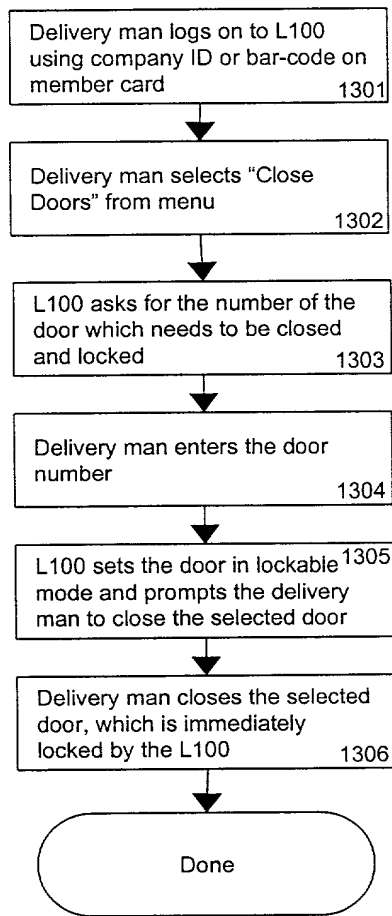 Delivery man logs on to L100
using company ID or bar-code on
member card
1301
Delivery man selects "Close
Doors" from menu
1302
L100 asks for the number of the
door which needs to be closed
and locked
1303
Delivery man enters the door
number
1304
L100 sets the door in lockable 1305
mode and prompts the delivery
man to close the selected door
Delivery man closes the selected
door, which is immediately
locked by the L100
1306
Done